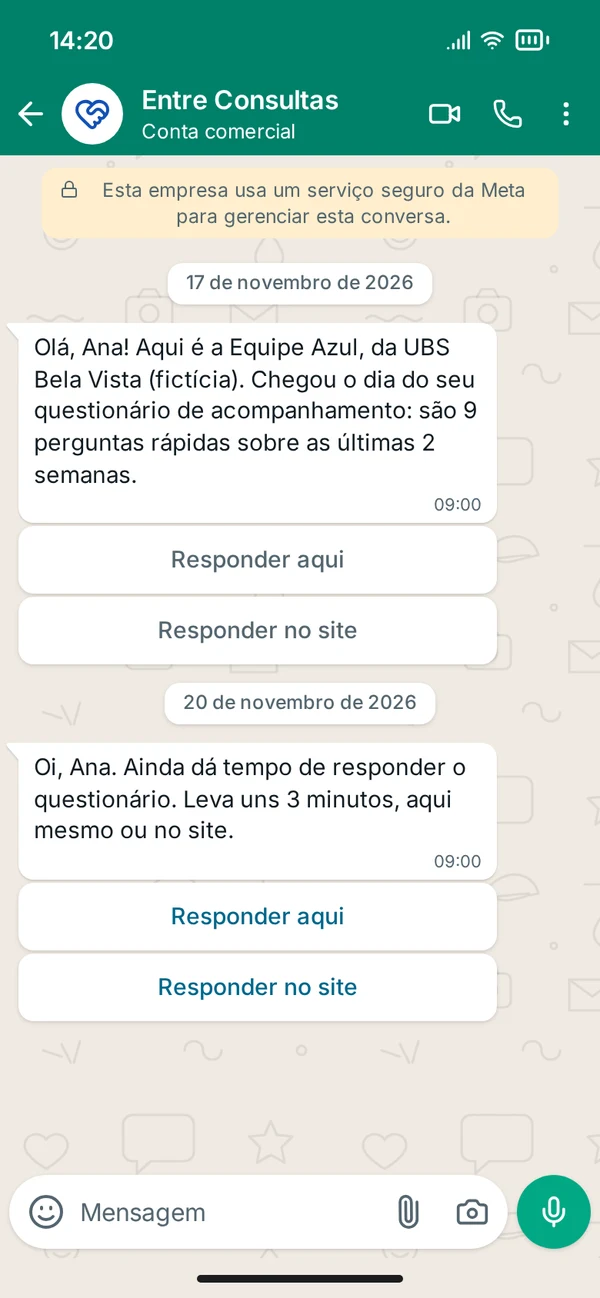 14:20
Entre Consultas
Conta comercial
Esta empresa usa um serviço seguro da Meta
para gerenciar esta conversa.
17 de novembro de 2026
Olá, Ana! Aqui é a Equipe Azul, da UBS
Bela Vista (fictícia). Chegou o dia do seu
questionário de acompanhamento: são 9
perguntas rápidas sobre as últimas 2
semanas.
09:00
Responder aqui
Responder no site
20 de novembro de 2026
Oi, Ana. Ainda dá tempo de responder o
questionário. Leva uns 3 minutos, aqui
mesmo ou no site.
09:00
Responder aqui
Responder no site
Mensagem